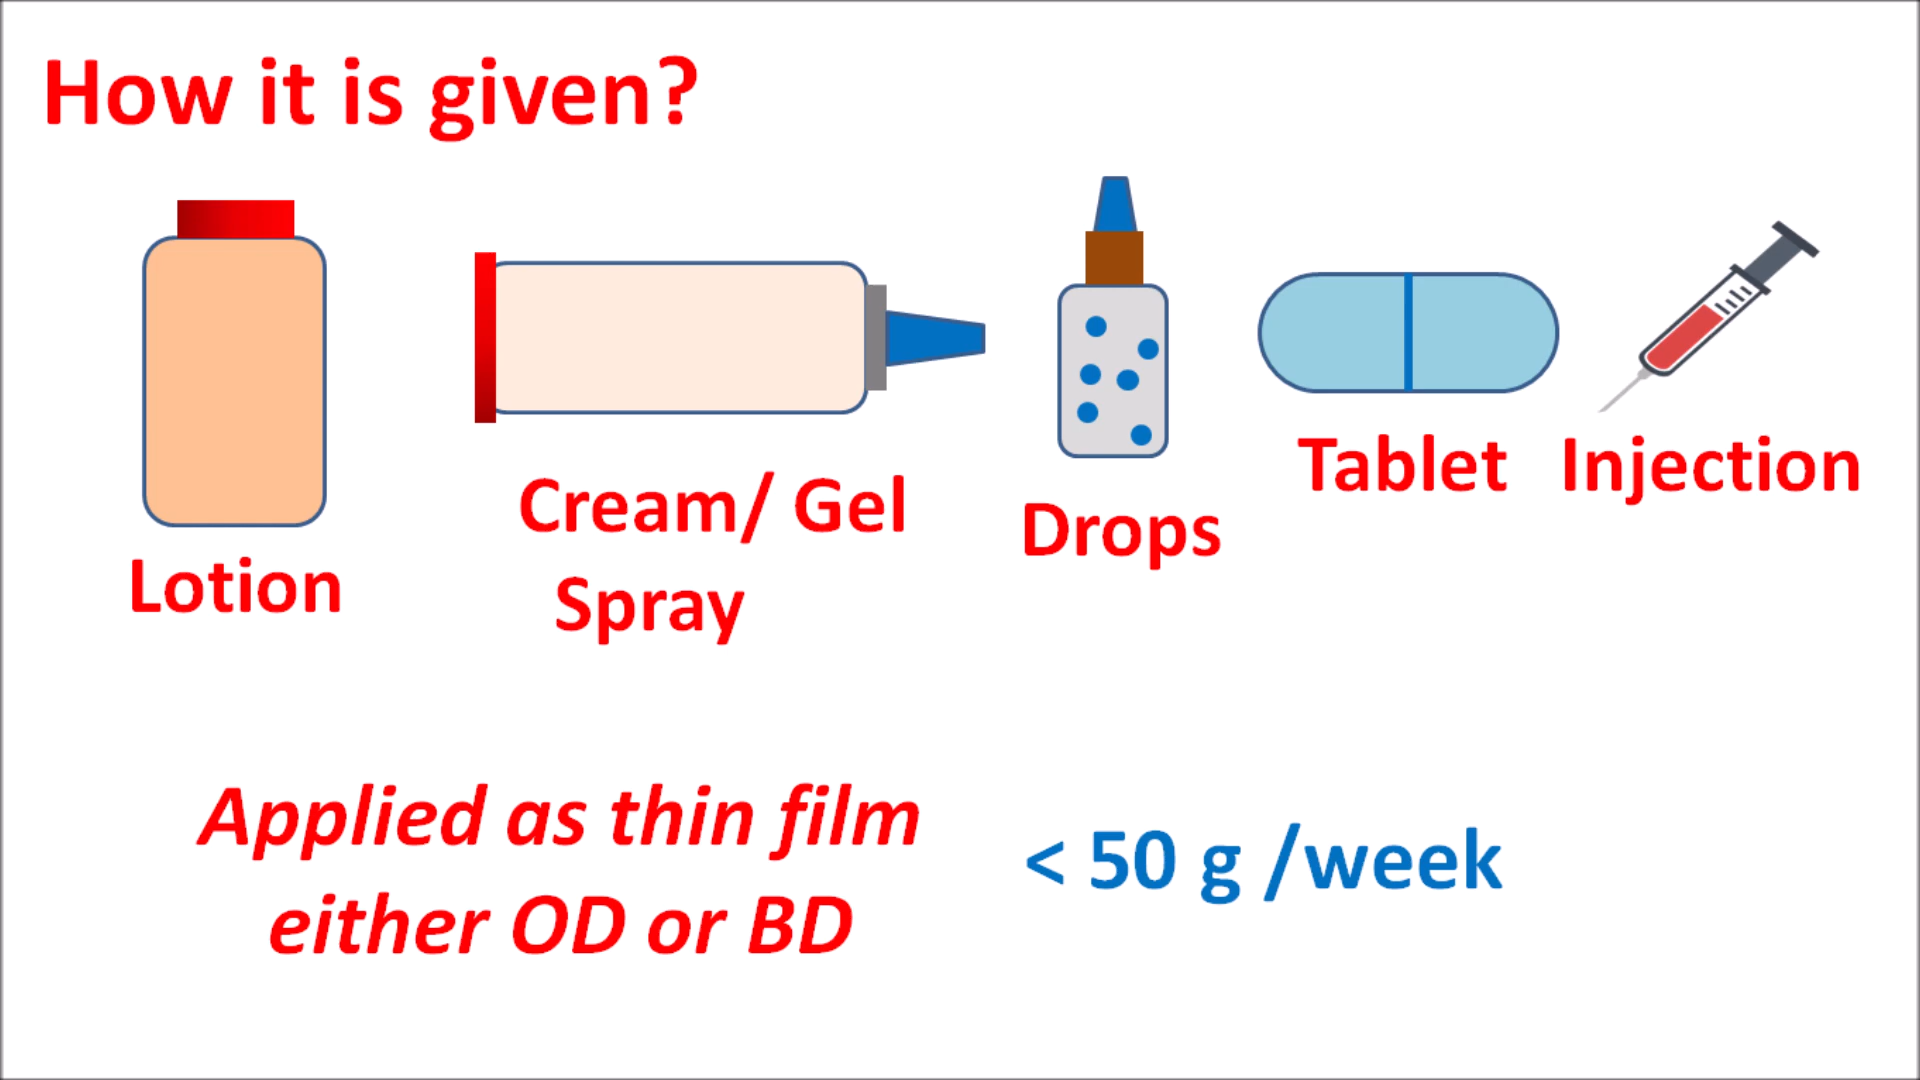 How it is given?
Lotion
Cream/ Gel
Spray
Drops
Tablet
Injection
Applied as thin film
either OD or BD
< 50 g /week